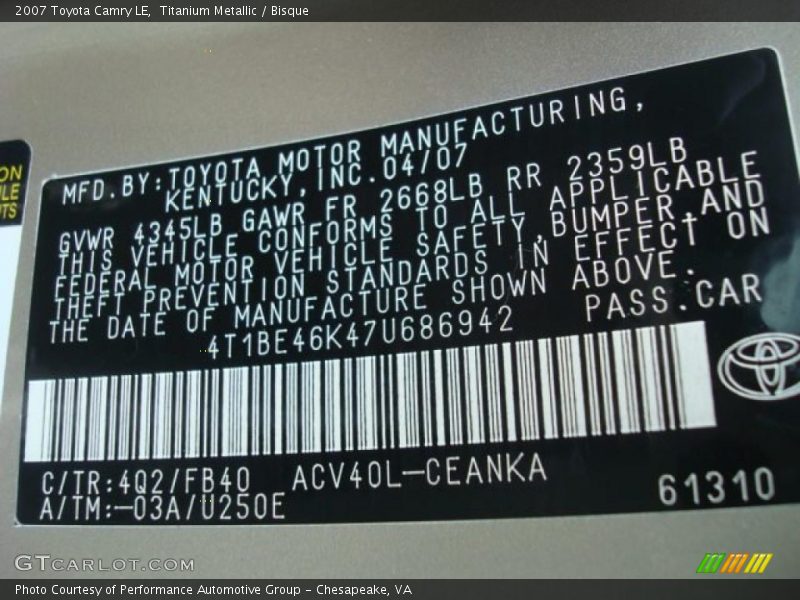 2007 Toyota Camry LE,  Titanium Metallic / Bisque
ON
LE
TS
MFD.BY:TOYOTA MOTOR MANUFACTURING,
KENTUCKY,INC.04/07
GVWR 4345LB GAWR FR 2668LB RR 2359LB
THIS VEHICLE CONFORMS TO ALL APPLICABLE
FEDERAL MOTOR VEHICLE SAFETY,BUMPER,AND
THEFT PREVENTION STANDARDS IN EFFECT ON
THE DATE OF MANUFACTURE SHOWN ABOVE.
4T1BE46K47U686942 PASS.CAR
C/TR:4Q2/FB40 ACV40L-CEANKA
A/TM:-03A/U250E 61310
GTCARLOT.COM
Photo Courtesy of Performance Automotive Group - Chesapeake, VA